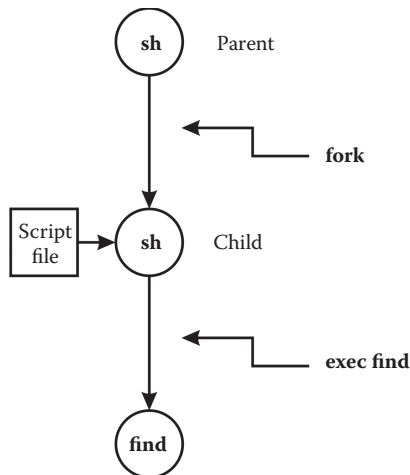 sh Parent
fork
Script
file
sh Child
exec find
find